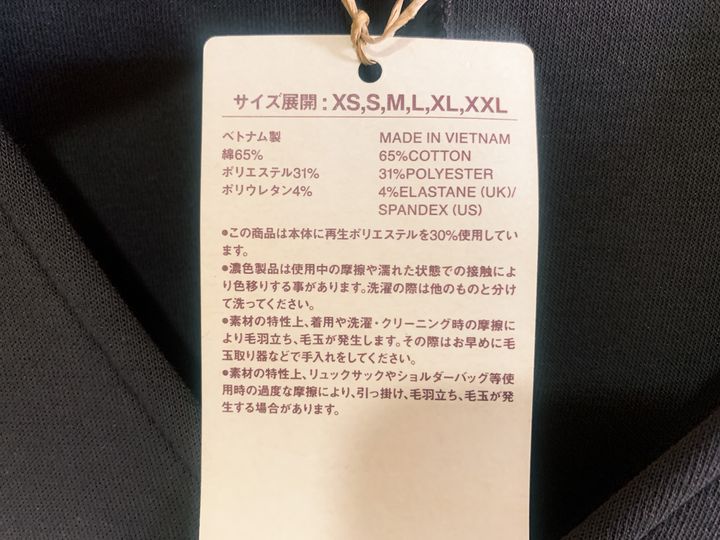 サイズ展開：XS,S,M,L,XL,XXL
ベトナム製
綿65%
ポリエステル31%
ポリウレタン4%
MADE IN VIETNAM
65%COTTON
31%POLYESTER
4%ELASTANE (UK)/
SPANDEX (US)
●この商品は本体に再生ポリエステルを30%使用してい
ます。
●濃色製品は使用中の摩擦や濡れた状態での接触によ
り色移りする事があります。洗濯の際は他のものと分け
て洗ってください。
●素材の特性上、着用や洗濯・クリーニング時の摩擦に
より毛羽立ち、毛玉が発生します。その際はお早めに毛
玉取り器などで手入れをしてください。
●素材の特性上、リュックサックやショルダーバッグ等使
用時の過度な摩擦により、引っ掛け、毛羽立ち、毛玉が発
生する場合があります。